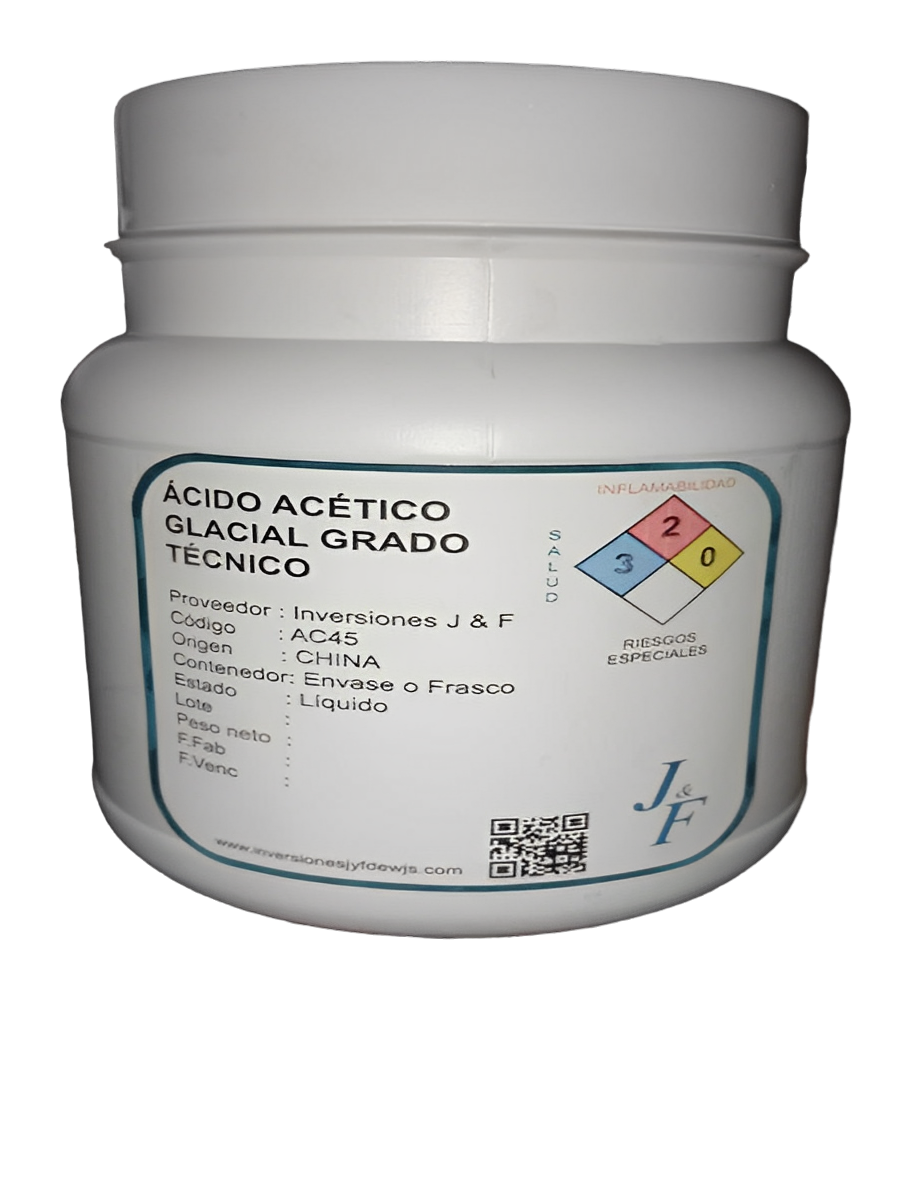 ÁCIDO ACÉTICO
GLACIAL GRADO
TÉCNICO
Proveedor : Inversiones J & F
Código : AC45
Origen : CHINA
Contenedor: Envase o Frasco
Estado : Líquido
Lote :
Peso neto :
F.Fab :
F.Venc :
www.inversionesjyfdewjs.com
INFLAMABILIDAD
SALUD
2
3
0
RIESGOS
ESPECIALES
J&F